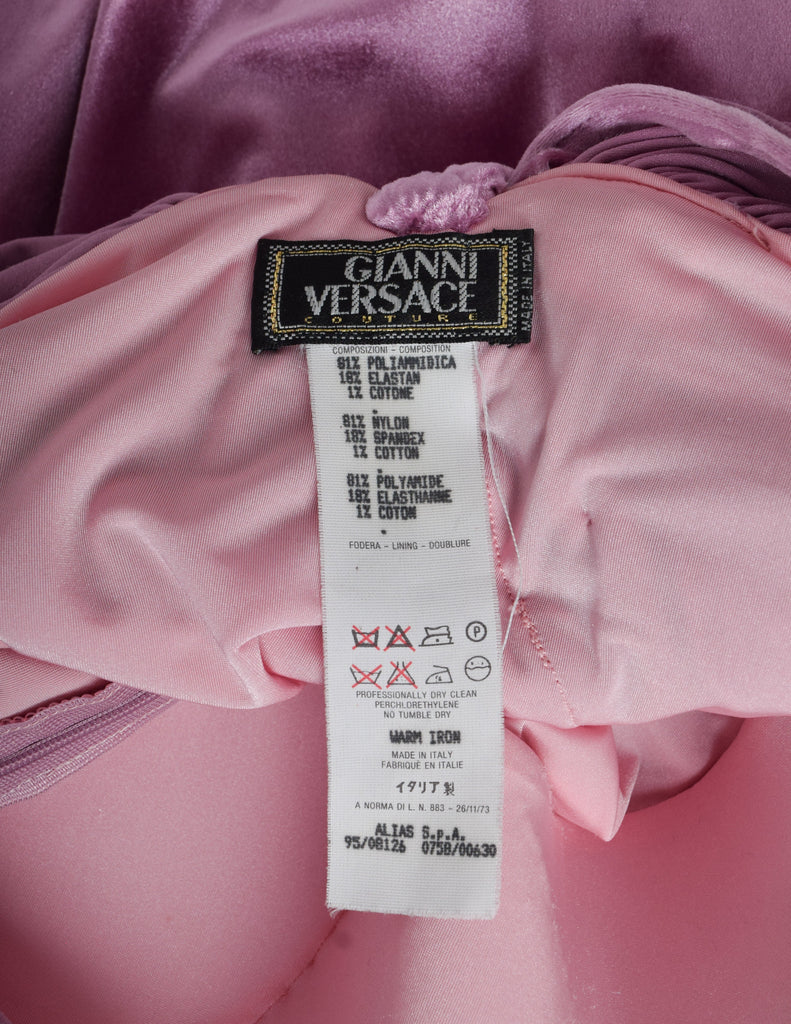 GIANNI
VERSACE
COUTURE
MADE IN ITALY
COMPOSIZIONI - COMPOSITION
81% POLIAMMIDICA
18% ELASTAN
1% COTONE
.
81% NYLON
18% SPANDEX
1% COTTON
.
81% POLYAMIDE
18% ELASTHANNE
1% COTON
.
FODERA - LINING - DOUBLURE
P
PROFESSIONALLY DRY CLEAN
PERCHLORETHYLENE
NO TUMBLE DRY
WARM IRON
MADE IN ITALY
FABRIQUÉ EN ITALIE
イタリア製
A NORMA DI L. N. 883 - 26/11/73
ALIAS S.p.A.
95/08126 075B/00630